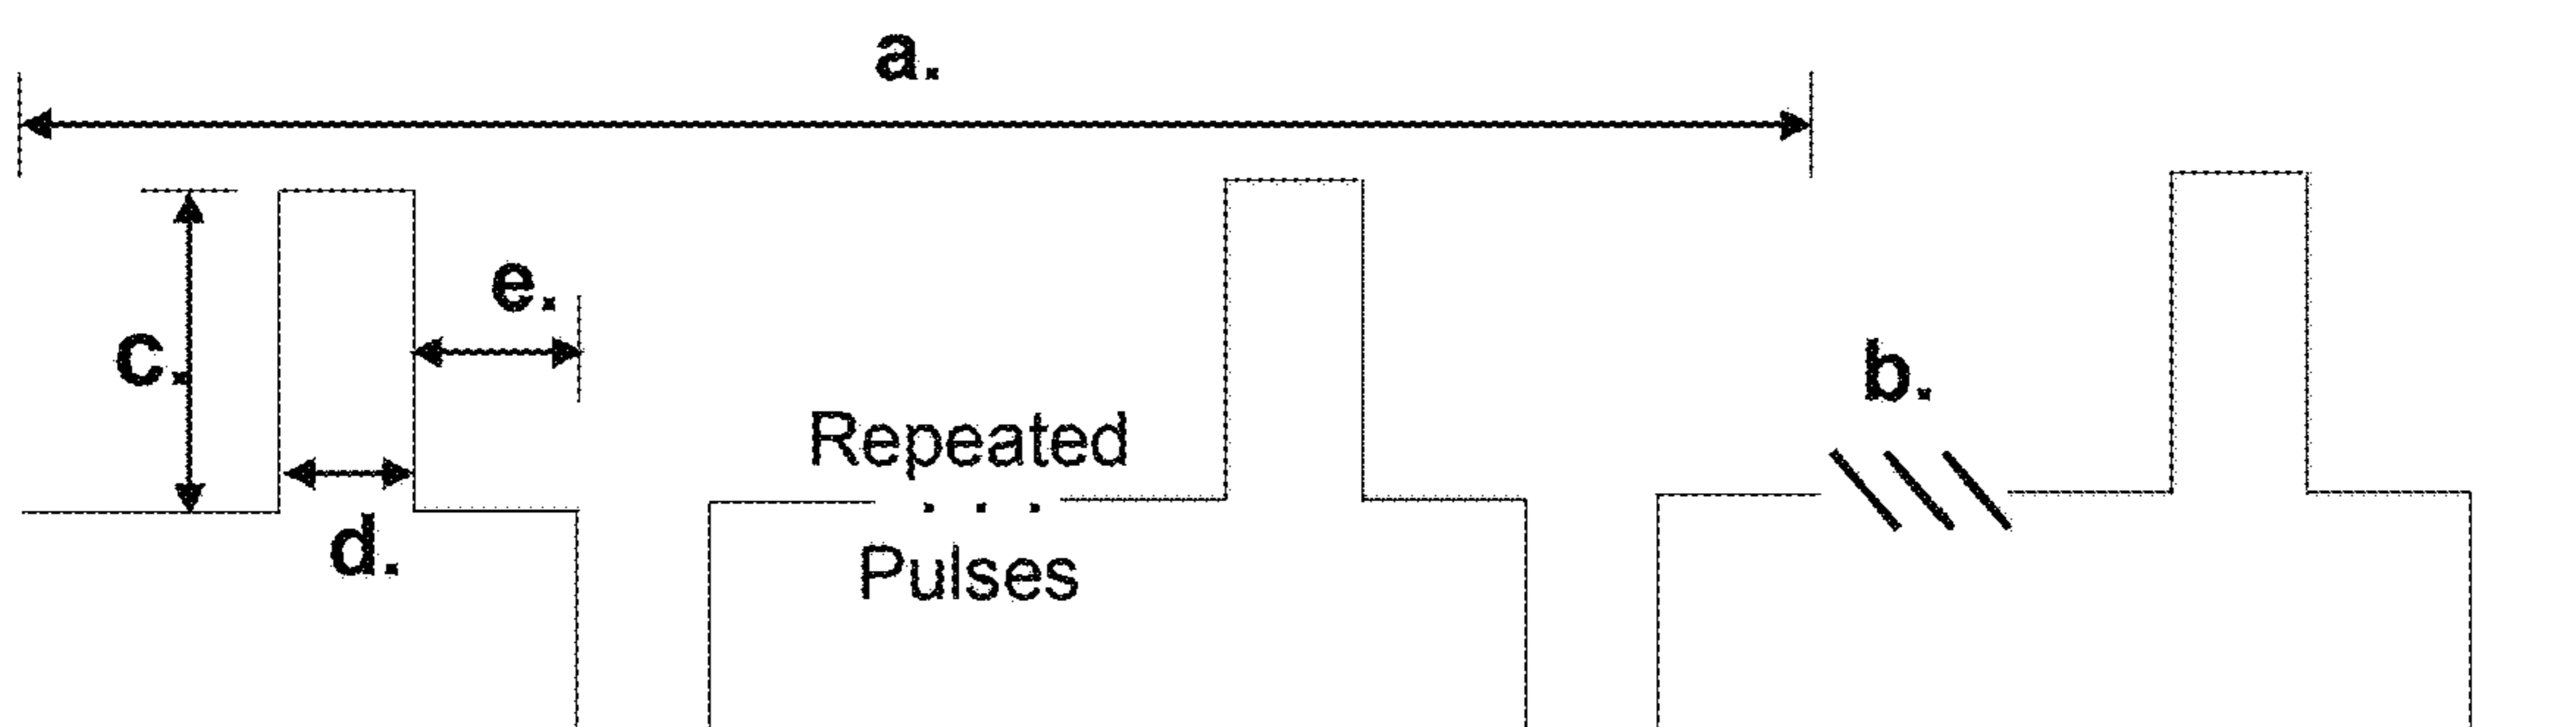 a.
e.
c.
b.
Repeated
. . .
d.
Pulses